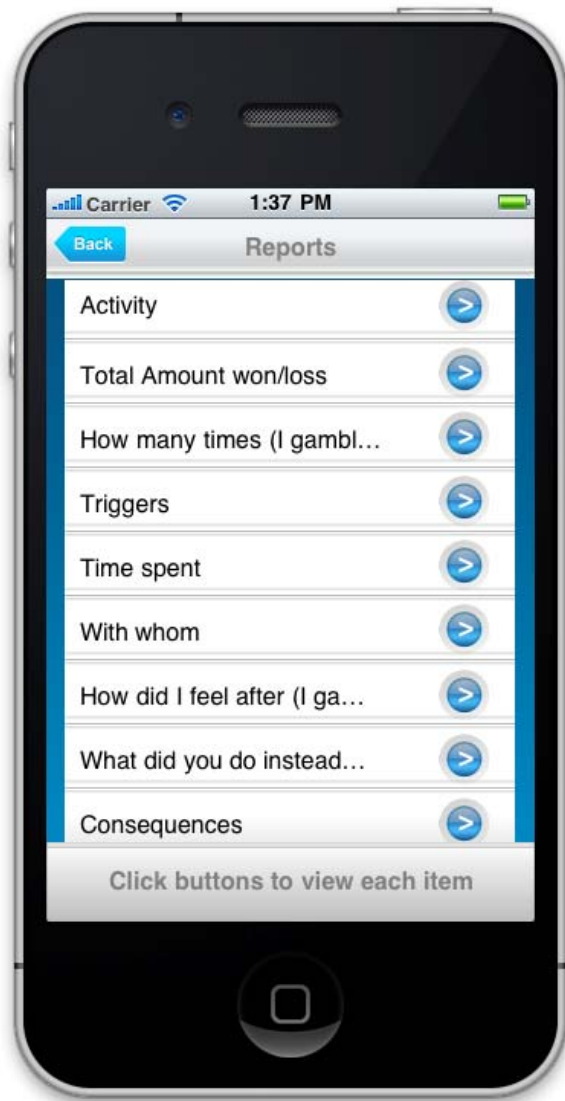 Carrier 1:37 PM
Back Reports
Activity >
Total Amount won/loss >
How many times (I gambl... >
Triggers >
Time spent >
With whom >
How did I feel after (I ga... >
What did you do instead... >
Consequences >
Click buttons to view each item